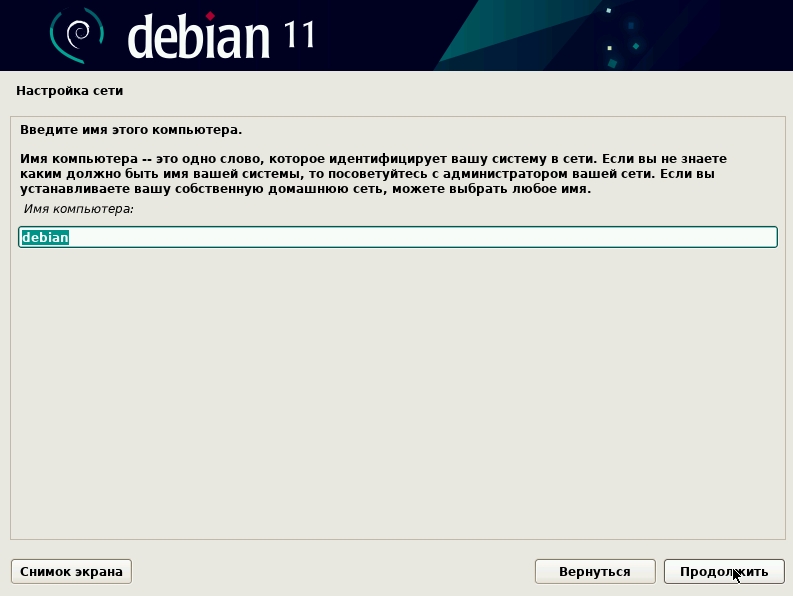 debian 11
Настройка сети
Введите имя этого компьютера.
Имя компьютера -- это одно слово, которое идентифицирует вашу систему в сети. Если вы не знаете
каким должно быть имя вашей системы, то посоветуйтесь с администратором вашей сети. Если вы
устанавливаете вашу собственную домашнюю сеть, можете выбрать любое имя.
Имя компьютера:
debian
Снимок экрана
Вернуться
Продолжить